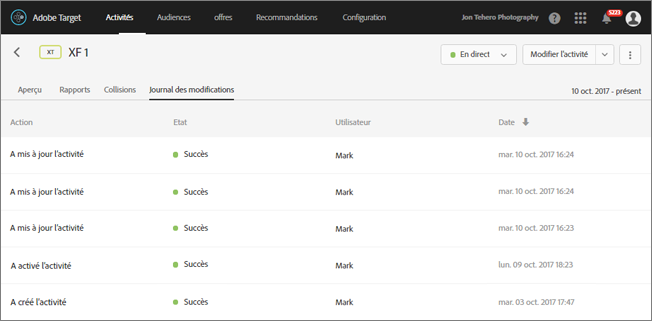 Adobe Target Activités Audiences offres Recommandations Configuration Jon Tehero Photography ? 5223
XT XF 1 En direct Modifier l'activité
Aperçu Rapports Collisions Journal des modifications 10 oct. 2017 - présent
Action Etat Utilisateur Date
A mis à jour l'activité Succès Mark mar. 10 oct. 2017 16:24
A mis à jour l'activité Succès Mark mar. 10 oct. 2017 16:24
A mis à jour l'activité Succès Mark mar. 10 oct. 2017 16:23
A activé l'activité Succès Mark lun. 09 oct. 2017 18:23
A créé l'activité Succès Mark mar. 03 oct. 2017 17:47